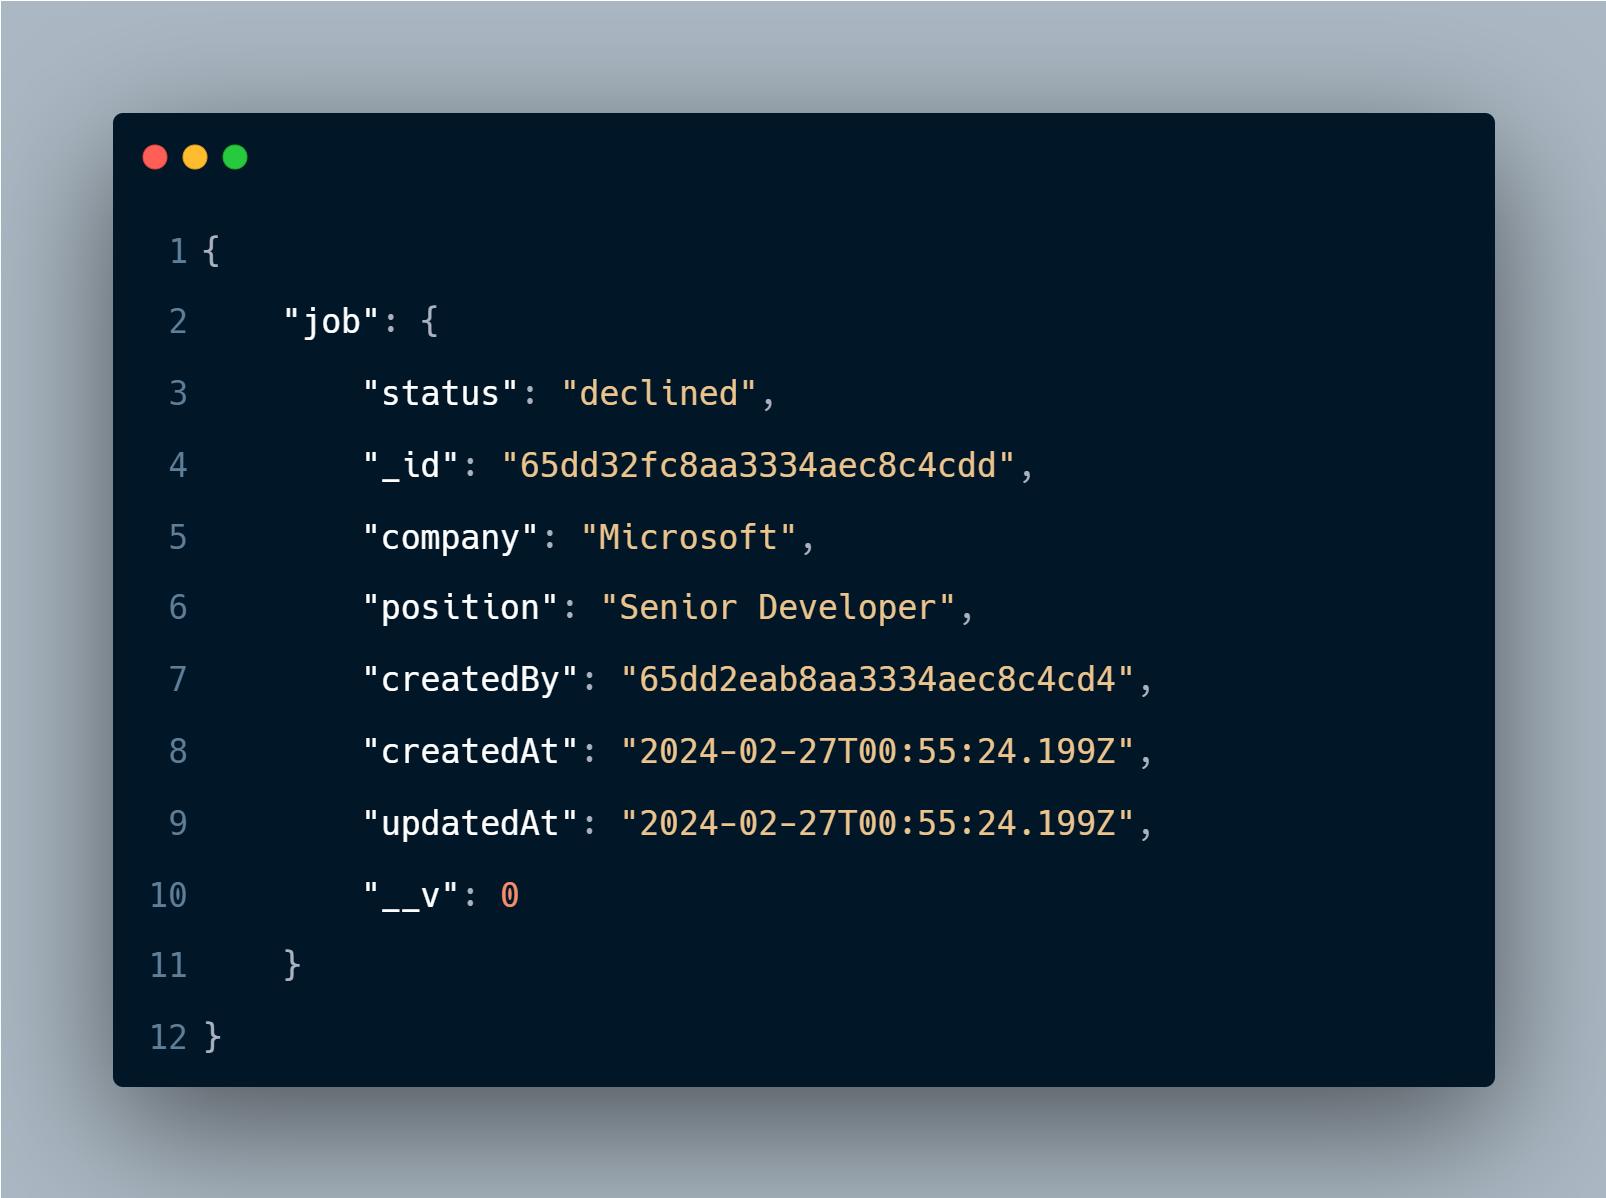 1 {
2     "job": {
3         "status": "declined",
4         "_id": "65dd32fc8aa3334aec8c4cdd",
5         "company": "Microsoft",
6         "position": "Senior Developer",
7         "createdBy": "65dd2eab8aa3334aec8c4cd4",
8         "createdAt": "2024-02-27T00:55:24.199Z",
9         "updatedAt": "2024-02-27T00:55:24.199Z",
10         "__v": 0
11     }
12 }